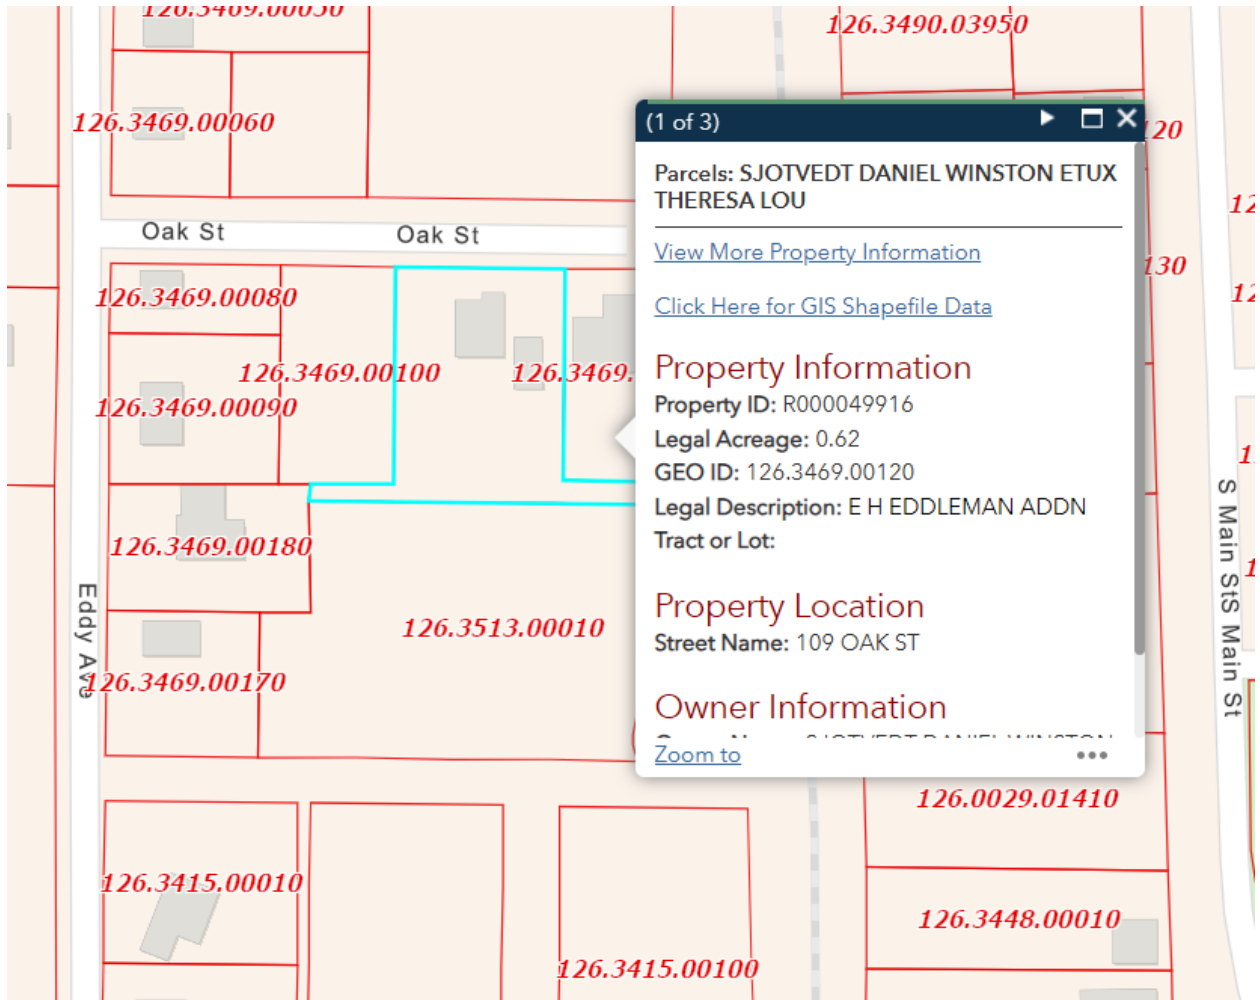 126.3469.00050
126.3490.03950
126.3469.00060
(1 of 3)
120
Parcels: SJOTVEDT DANIEL WINSTON ETUX
THERESA LOU
Oak St
Oak St
View More Property Information
130
126.3469.00080
Click Here for GIS Shapefile Data
126.3469.00100
126.3469.
Property Information
126.3469.00090
Property ID: R000049916
Legal Acreage: 0.62
GEO ID: 126.3469.00120
Legal Description: E H EDDLEMAN ADDN
Tract or Lot:
126.3469.00180
Property Location
126.3513.00010
Street Name: 109 OAK ST
Eddy Ave
S Main St
S Main St
126.3469.00170
Owner Information
Zoom to
126.0029.01410
126.3415.00010
126.3448.00010
126.3415.00100